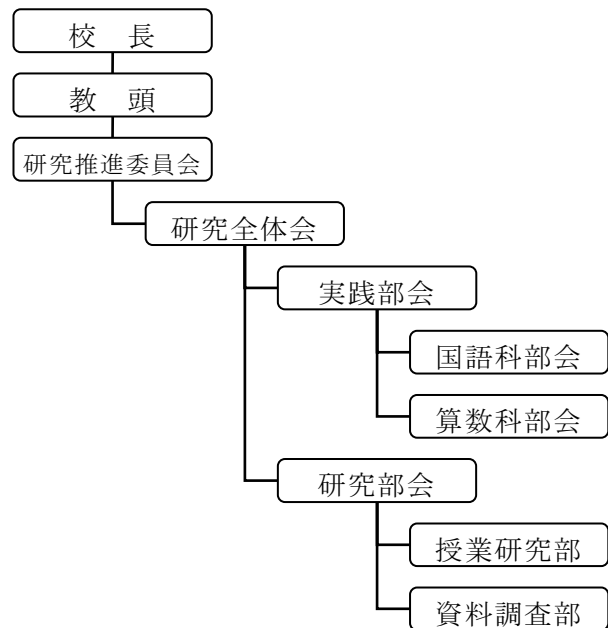 校　長
教　頭
研究推進委員会
研究全体会
実践部会
国語科部会
算数科部会
研究部会
授業研究部
資料調査部